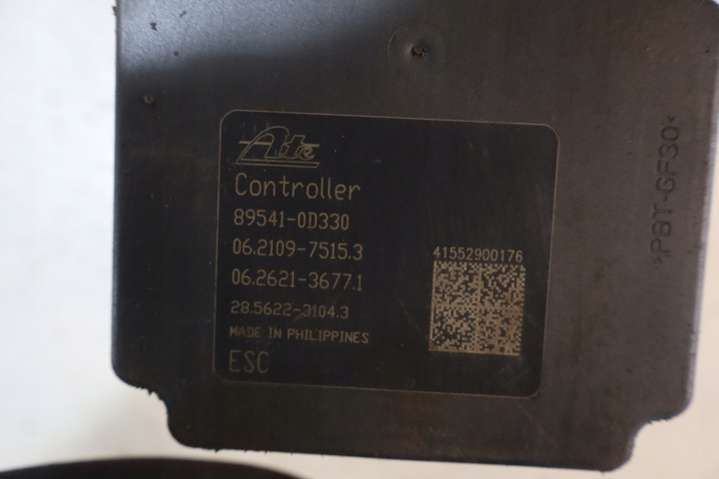 Ate
Controller
89541-0D330
06.2109-7515.3
06.2621-3677.1
28.5622-3104.3
MADE IN PHILIPPINES
ESC
41552900176
>PBT-GF30<